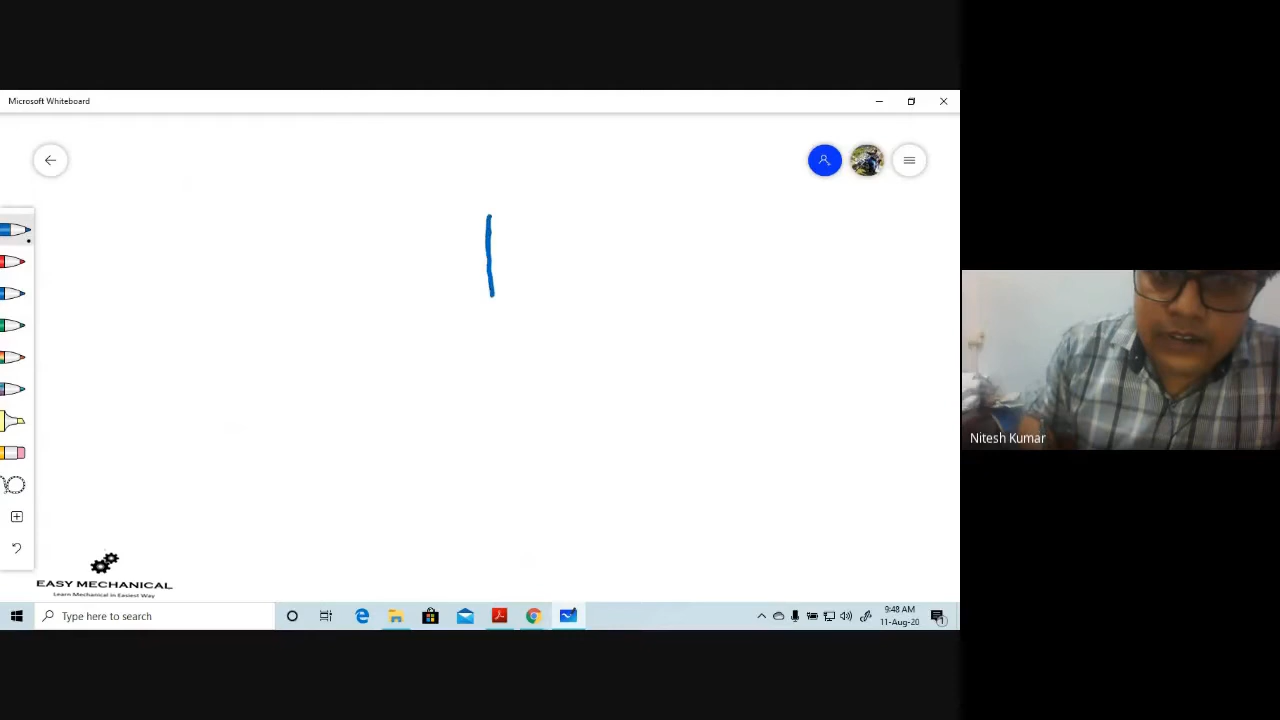 Microsoft Whiteboard
Nitesh Kumar
EASY MECHANICAL
Learn Mechanical in Easiest Way
Type here to search
9:48 AM
11-Aug-20
1